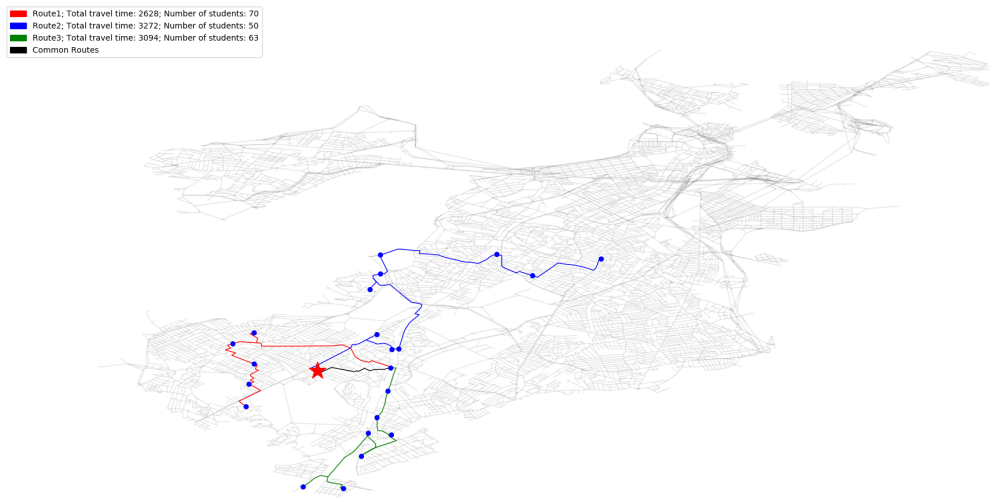 Route1; Total travel time: 2628; Number of students: 70
Route2; Total travel time: 3272; Number of students: 50
Route3; Total travel time: 3094; Number of students: 63
Common Routes